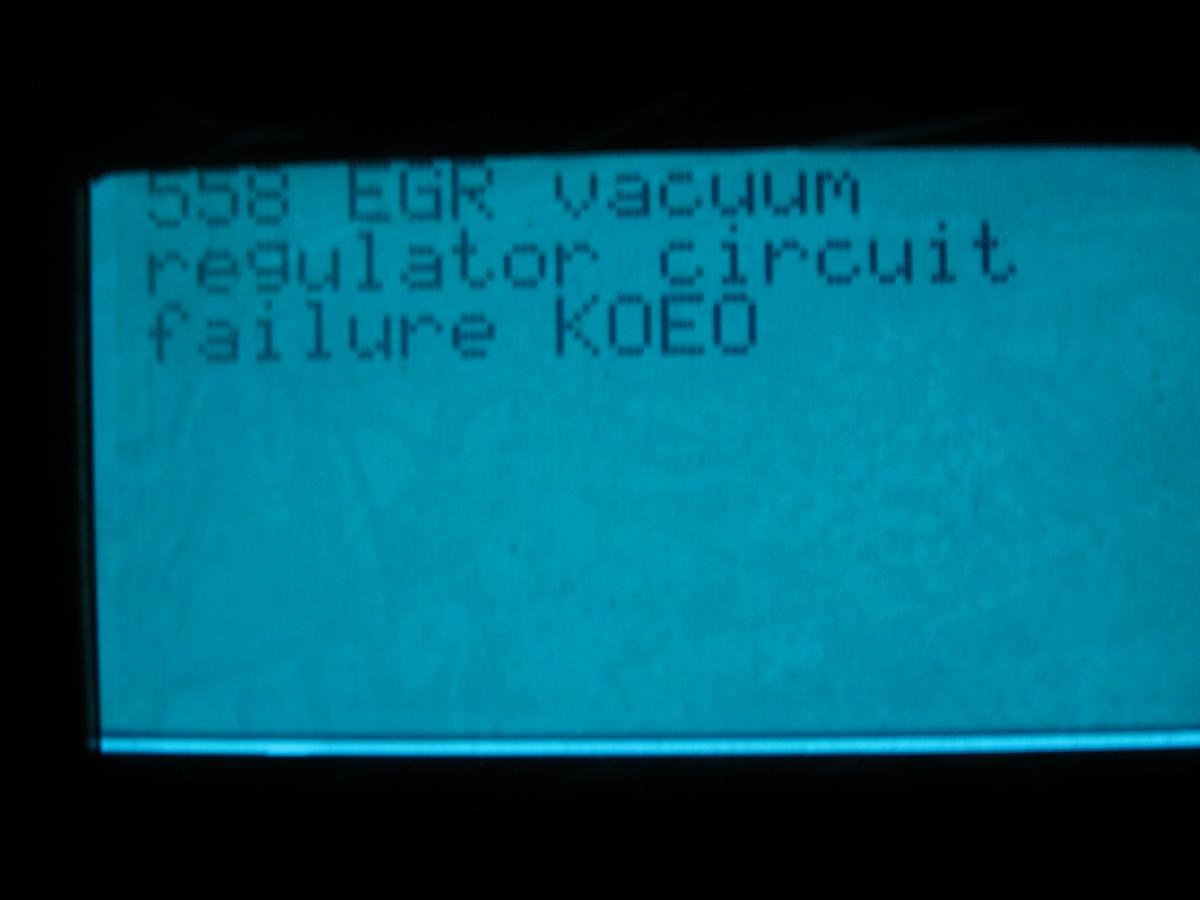 558 EGR vacuum
regulator circuit
failure KOEO